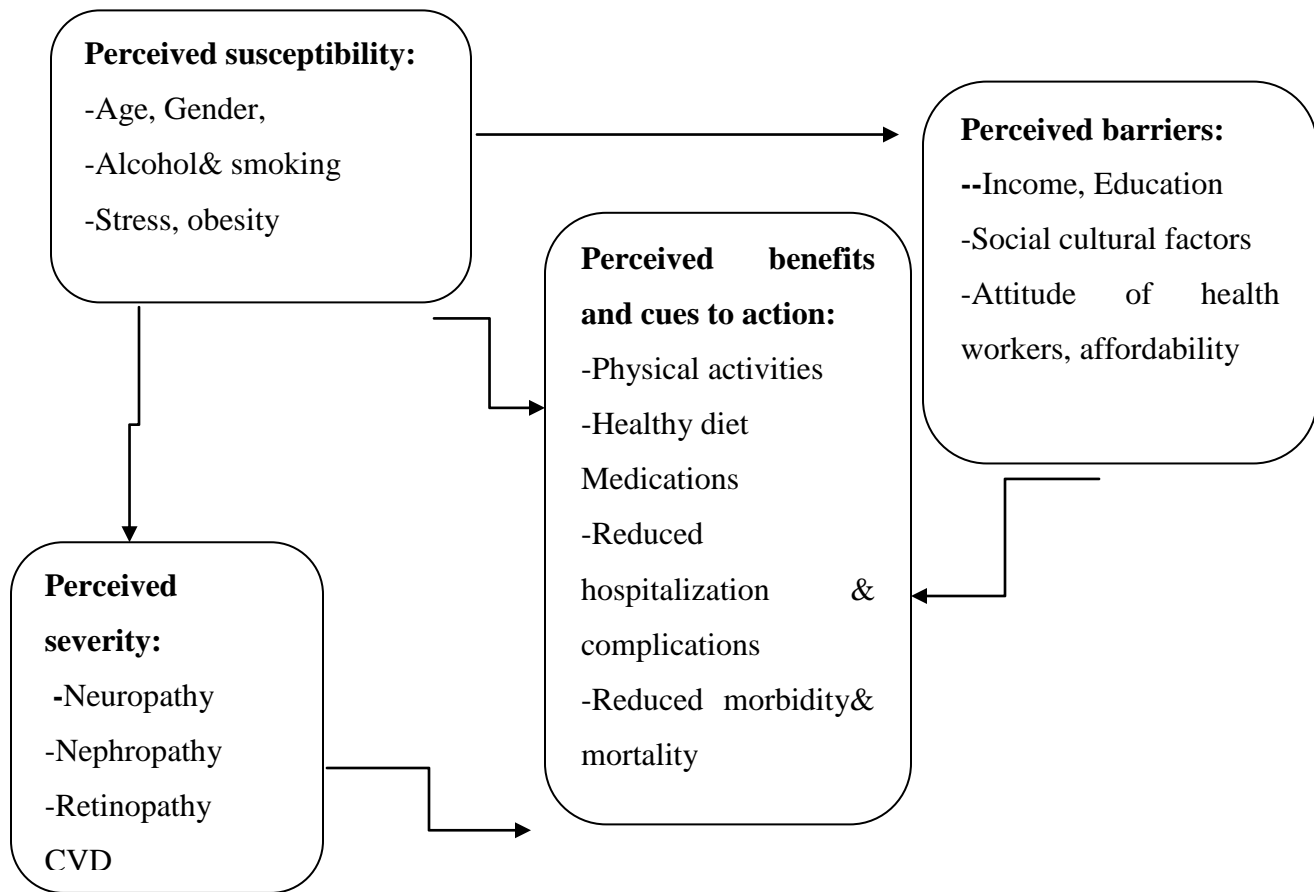 Perceived susceptibility:
-Age, Gender,
-Alcohol& smoking
-Stress, obesity
Perceived barriers:
--Income, Education
-Social cultural factors
-Attitude of health
workers, affordability
Perceived benefits
and cues to action:
-Physical activities
-Healthy diet
Medications
-Reduced
hospitalization &
complications
-Reduced morbidity&
mortality
Perceived
severity:
-Neuropathy
-Nephropathy
-Retinopathy
CVD